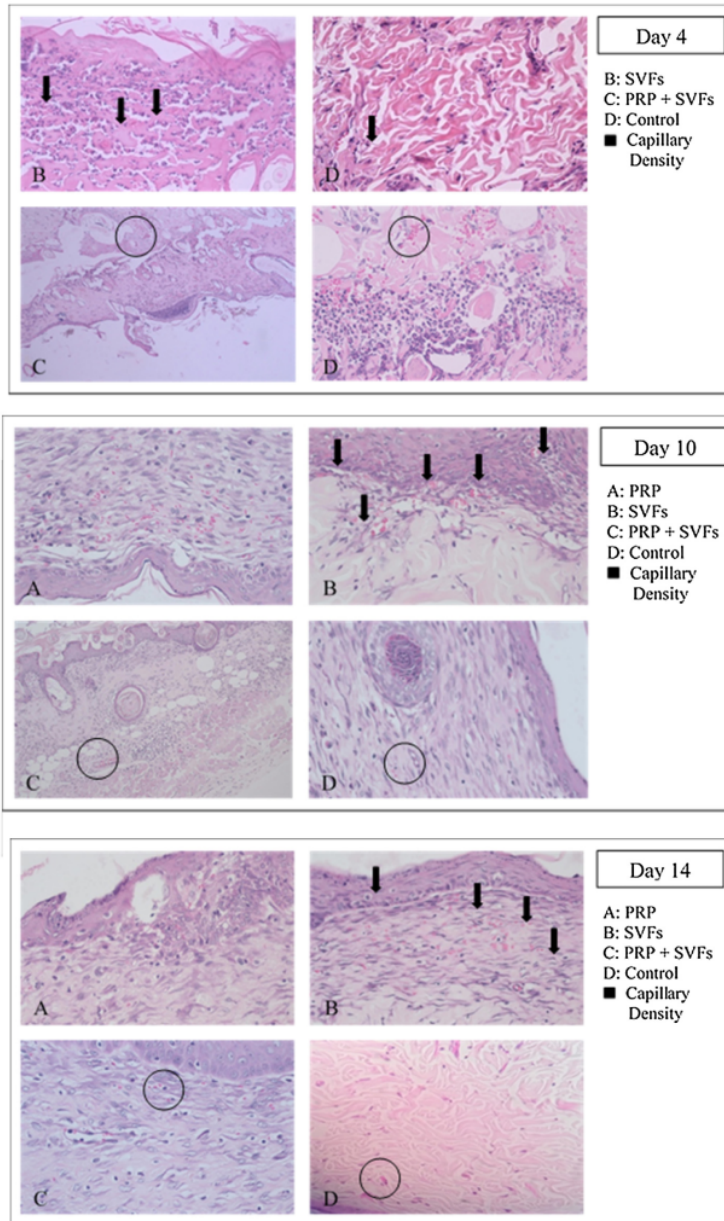 Day 4
B: SVFs
C: PRP + SVFs
D: Control
Capillary
Density
B
D
C
D
Day 10
A: PRP
B: SVFs
C: PRP + SVFs
D: Control
Capillary
Density
A
B
C
D
Day 14
A: PRP
B: SVFs
C: PRP + SVFs
D: Control
Capillary
Density
A
B
C
D